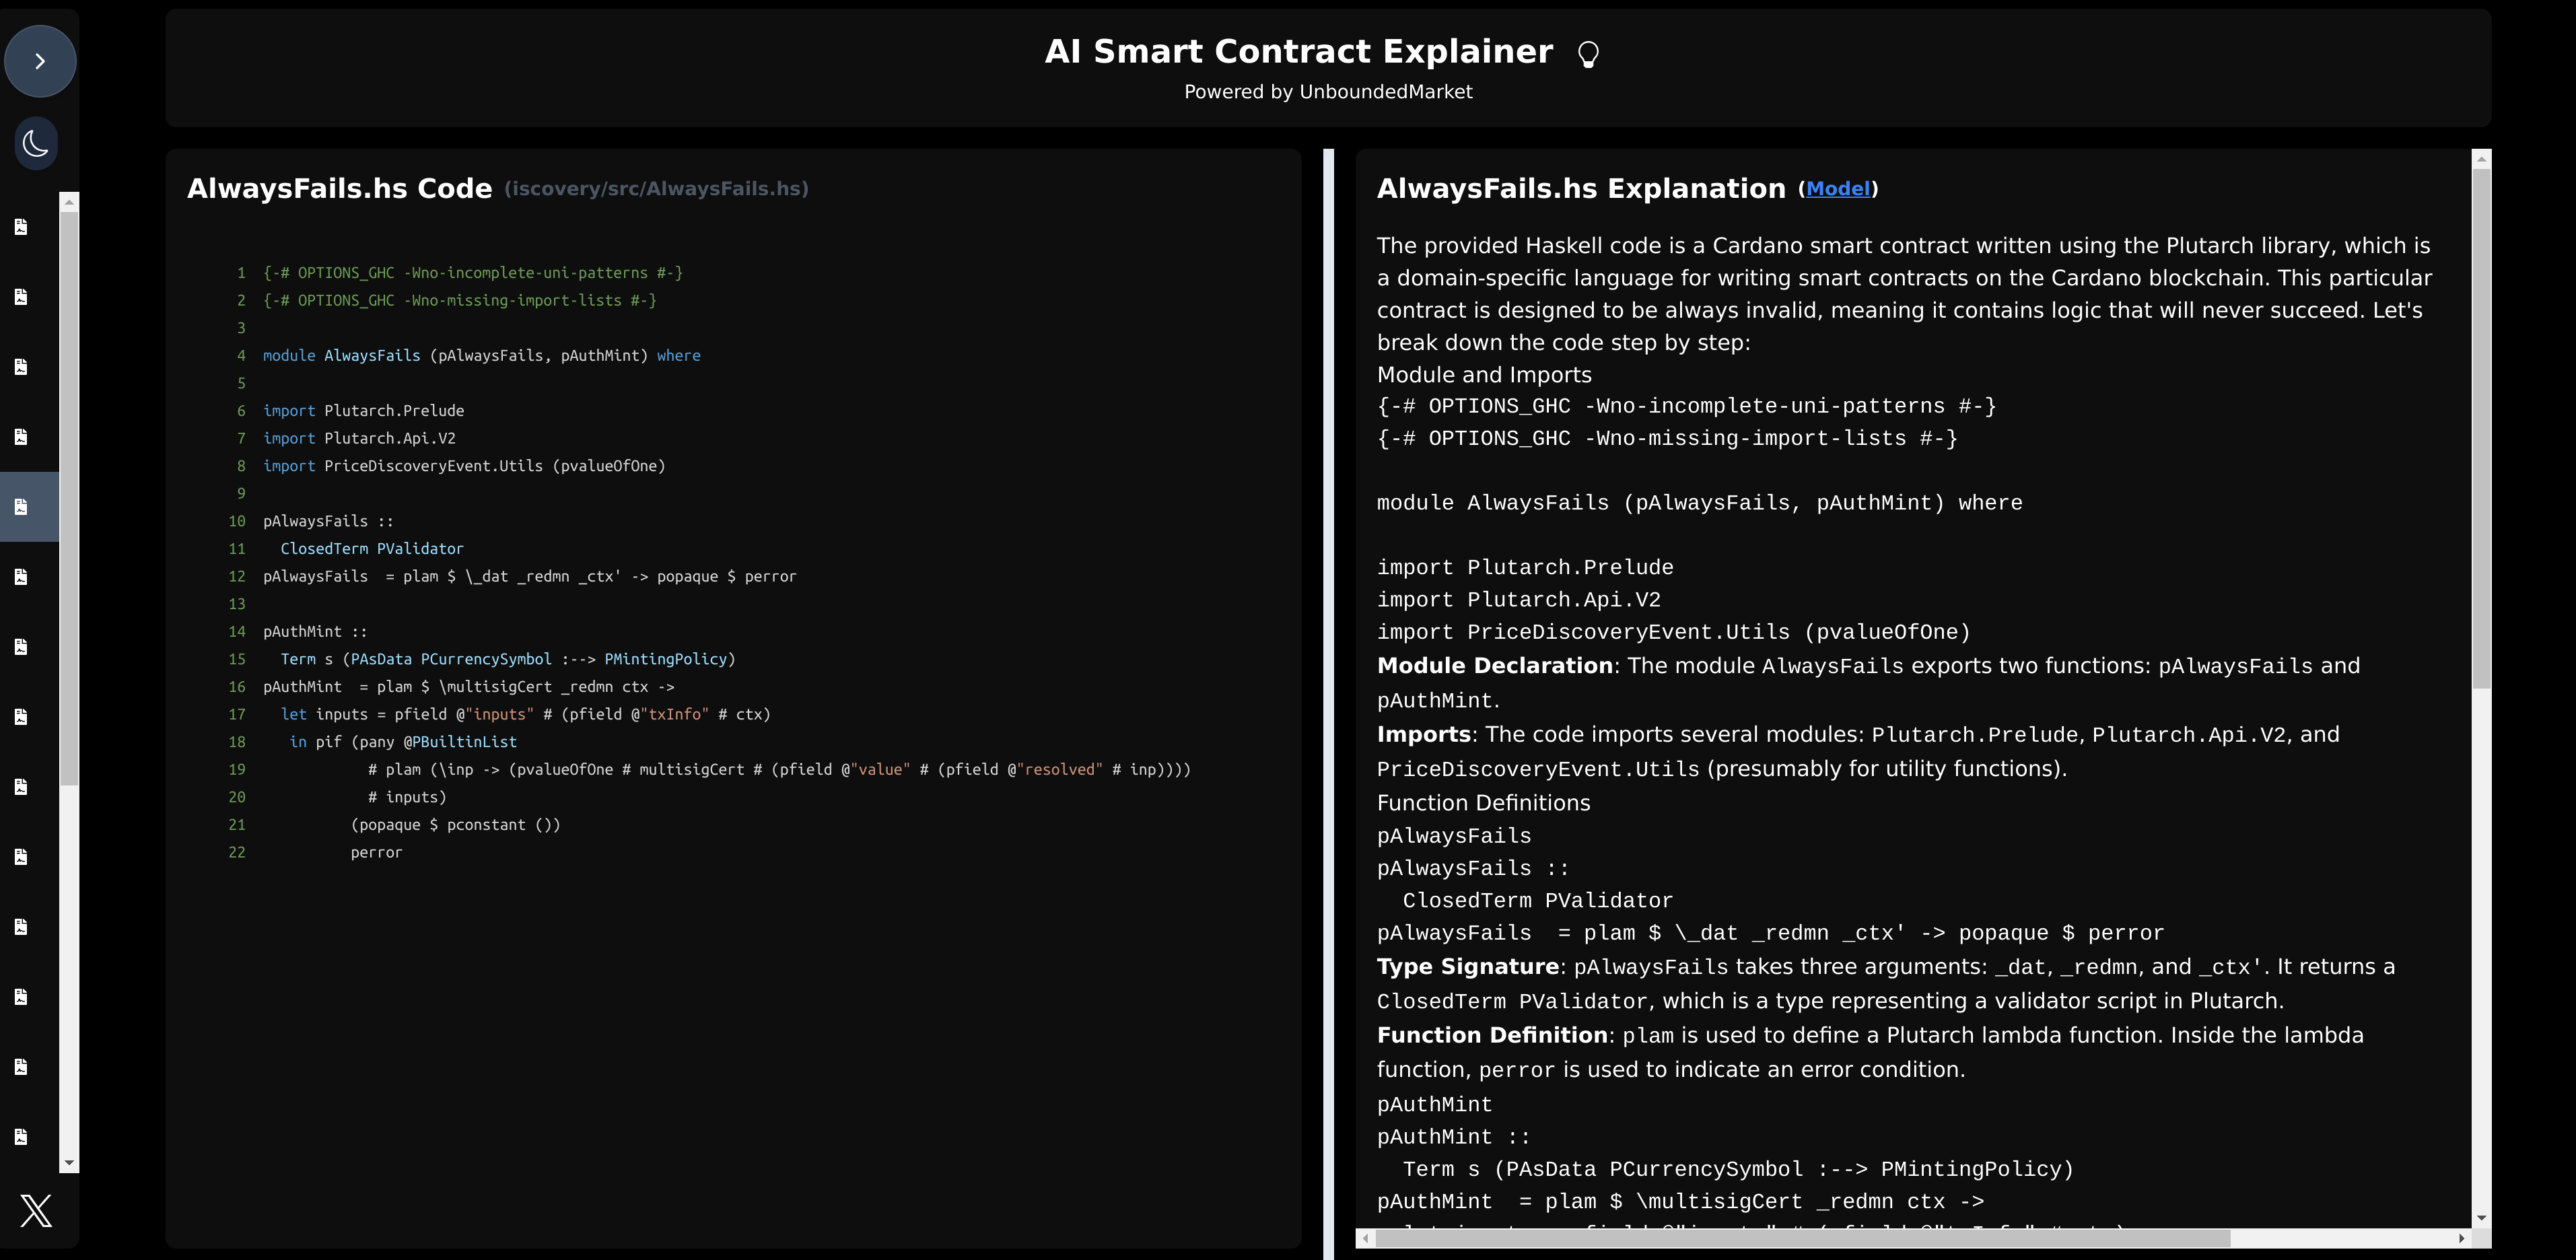 AI Smart Contract Explainer
Powered by UnboundedMarket
AlwaysFails.hs Code (iscovery/src/AlwaysFails.hs)
1 {-# OPTIONS_GHC -Wno-incomplete-uni-patterns #-}
2 {-# OPTIONS_GHC -Wno-missing-import-lists #-}
3
4 module AlwaysFails (pAlwaysFails, pAuthMint) where
5
6 import Plutarch.Prelude
7 import Plutarch.Api.V2
8 import PriceDiscoveryEvent.Utils (pvalueOfOne)
9
10 pAlwaysFails ::
11   ClosedTerm PValidator
12 pAlwaysFails  = plam $ \_dat _redmn _ctx' -> popaque $ perror
13
14 pAuthMint ::
15   Term s (PAsData PCurrencySymbol :--> PMintingPolicy)
16 pAuthMint  = plam $ \multisigCert _redmn ctx ->
17   let inputs = pfield @"inputs" # (pfield @"txInfo" # ctx)
18    in pif (pany @PBuiltinList
19             # plam (\inp -> (pvalueOfOne # multisigCert # (pfield @"value" # (pfield @"resolved" # inp))))
20             # inputs)
21           (popaque $ pconstant ())
22           perror
AlwaysFails.hs Explanation (Model)
The provided Haskell code is a Cardano smart contract written using the Plutarch library, which is
a domain-specific language for writing smart contracts on the Cardano blockchain. This particular
contract is designed to be always invalid, meaning it contains logic that will never succeed. Let's
break down the code step by step:
Module and Imports
{-# OPTIONS_GHC -Wno-incomplete-uni-patterns #-}
{-# OPTIONS_GHC -Wno-missing-import-lists #-}
module AlwaysFails (pAlwaysFails, pAuthMint) where
import Plutarch.Prelude
import Plutarch.Api.V2
import PriceDiscoveryEvent.Utils (pvalueOfOne)
Module Declaration: The module AlwaysFails exports two functions: pAlwaysFails and
pAuthMint.
Imports: The code imports several modules: Plutarch.Prelude, Plutarch.Api.V2, and
PriceDiscoveryEvent.Utils (presumably for utility functions).
Function Definitions
pAlwaysFails
pAlwaysFails ::
  ClosedTerm PValidator
pAlwaysFails  = plam $ \_dat _redmn _ctx' -> popaque $ perror
Type Signature: pAlwaysFails takes three arguments: _dat, _redmn, and _ctx'. It returns a
ClosedTerm PValidator, which is a type representing a validator script in Plutarch.
Function Definition: plam is used to define a Plutarch lambda function. Inside the lambda
function, perror is used to indicate an error condition.
pAuthMint
pAuthMint ::
  Term s (PAsData PCurrencySymbol :--> PMintingPolicy)
pAuthMint  = plam $ \multisigCert _redmn ctx ->